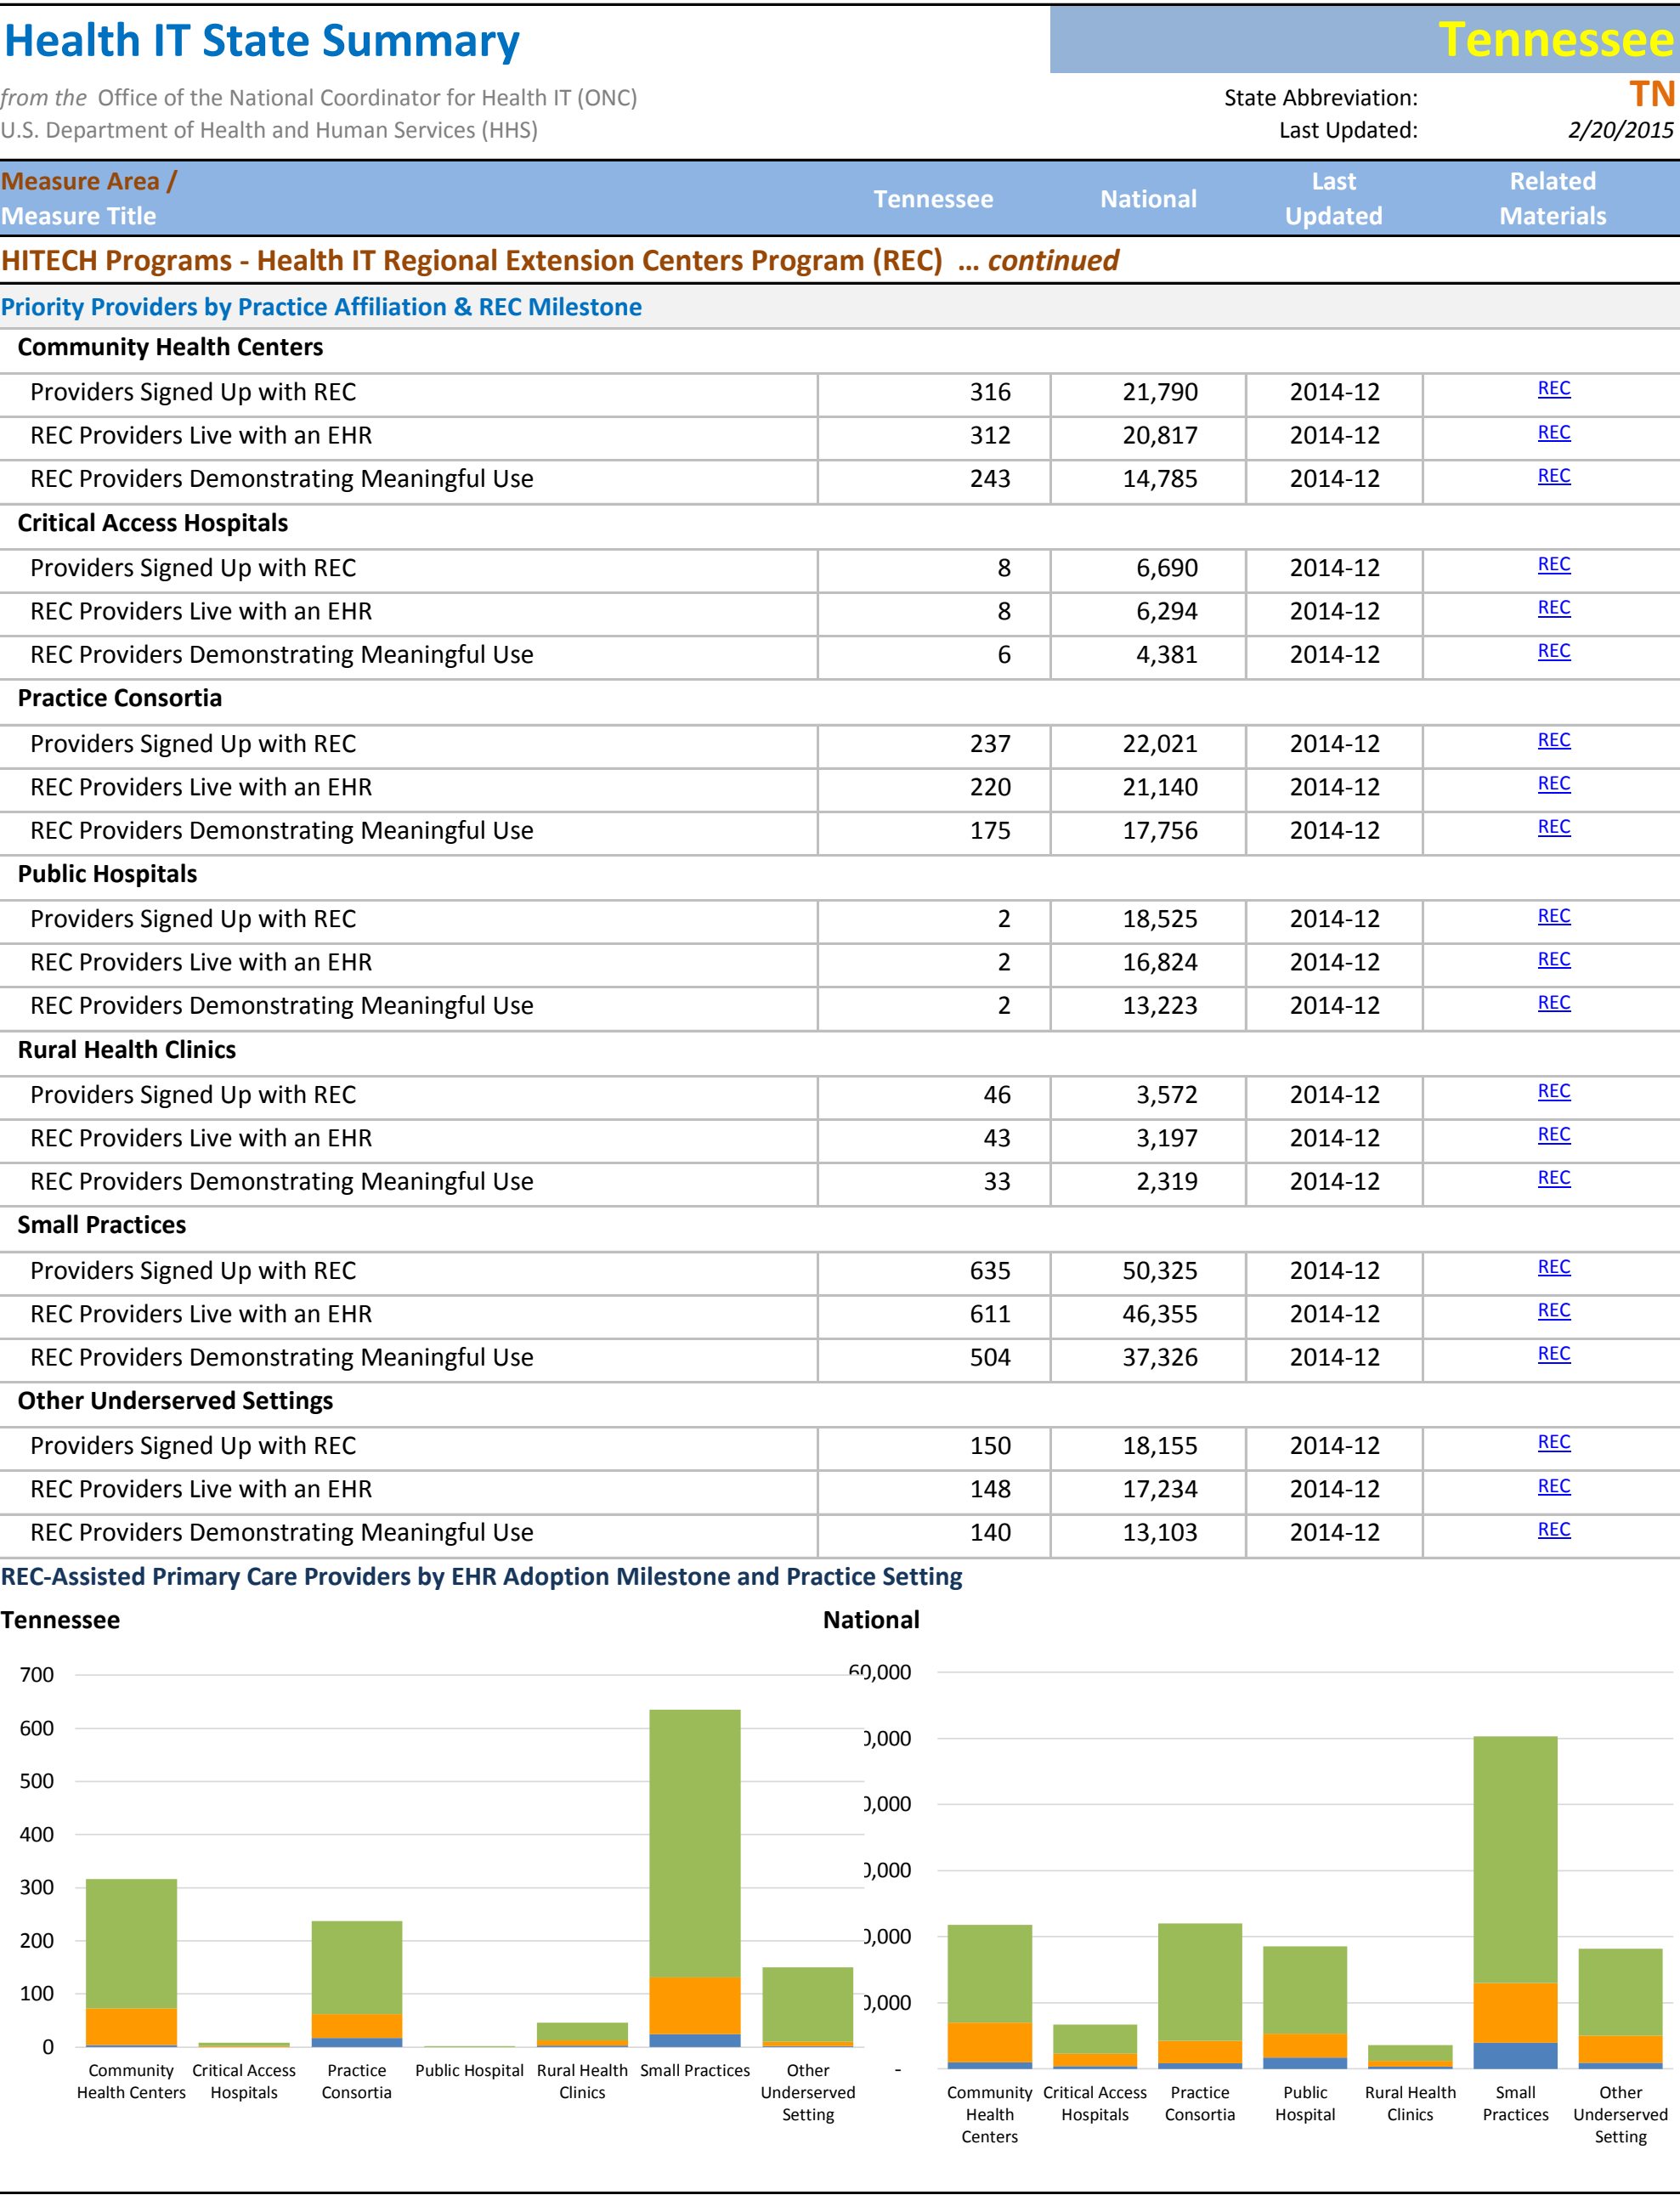 Health IT State Summary Tennessee
from the Office of the National Coordinator for Health IT (ONC) State Abbreviation: TN
U.S. Department of Health and Human Services (HHS) Last Updated: 2/20/2015
Measure Area / Last Related
Tennessee National
Measure Title Updated Materials
HITECH Programs - Health IT Regional Extension Centers Program (REC) ... continued
Priority Providers by Practice Affiliation & REC Milestone
Community Health Centers
Providers Signed Up with REC 316 21,790 2014-12 REC
REC Providers Live with an EHR 312 20,817 2014-12 REC
REC Providers Demonstrating Meaningful Use 243 14,785 2014-12 REC
Critical Access Hospitals
Providers Signed Up with REC 8 6,690 2014-12 REC
REC Providers Live with an EHR 8 6,294 2014-12 REC
REC Providers Demonstrating Meaningful Use 6 4,381 2014-12 REC
Practice Consortia
Providers Signed Up with REC 237 22,021 2014-12 REC
REC Providers Live with an EHR 220 21,140 2014-12 REC
REC Providers Demonstrating Meaningful Use 175 17,756 2014-12 REC
Public Hospitals
Providers Signed Up with REC 2 18,525 2014-12 REC
REC Providers Live with an EHR 2 16,824 2014-12 REC
REC Providers Demonstrating Meaningful Use 2 13,223 2014-12 REC
Rural Health Clinics
Providers Signed Up with REC 46 3,572 2014-12 REC
REC Providers Live with an EHR 43 3,197 2014-12 REC
REC Providers Demonstrating Meaningful Use 33 2,319 2014-12 REC
Small Practices
Providers Signed Up with REC 635 50,325 2014-12 REC
REC Providers Live with an EHR 611 46,355 2014-12 REC
REC Providers Demonstrating Meaningful Use 504 37,326 2014-12 REC
Other Underserved Settings
Providers Signed Up with REC 150 18,155 2014-12 REC
REC Providers Live with an EHR 148 17,234 2014-12 REC
REC Providers Demonstrating Meaningful Use 140 13,103 2014-12 REC
REC-Assisted Primary Care Providers by EHR Adoption Milestone and Practice Setting
Tennessee
700
600
500
400
300
200
100
0
Community Critical Access Practice Public Hospital Rural Health Small Practices Other
Health Centers Hospitals Consortia Clinics Underserved
Setting
National
60,000
0,000
0,000
0,000
0,000
0,000
-
Community Critical Access Practice Public Rural Health Small Other
Health Hospitals Consortia Hospital Clinics Practices Underserved
Centers Setting